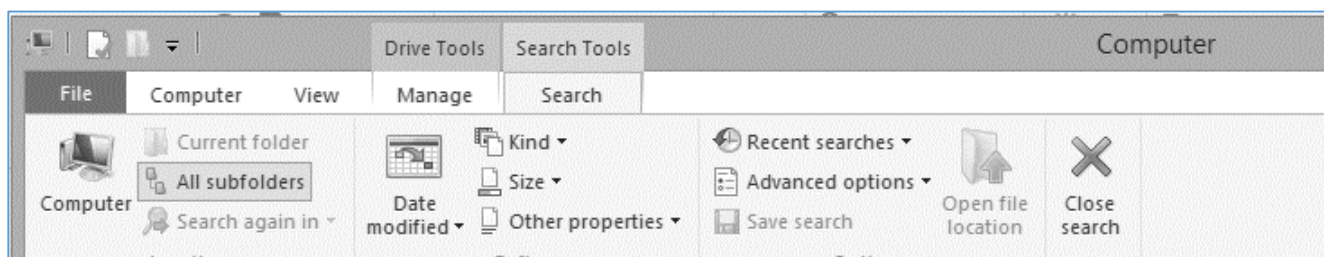 Drive Tools Search Tools Computer
File Computer View Manage Search
Computer
Current folder
All subfolders
Search again in
Date
modified
Kind
Size
Other properties
Recent searches
Advanced options
Save search
Open file
location
Close
search